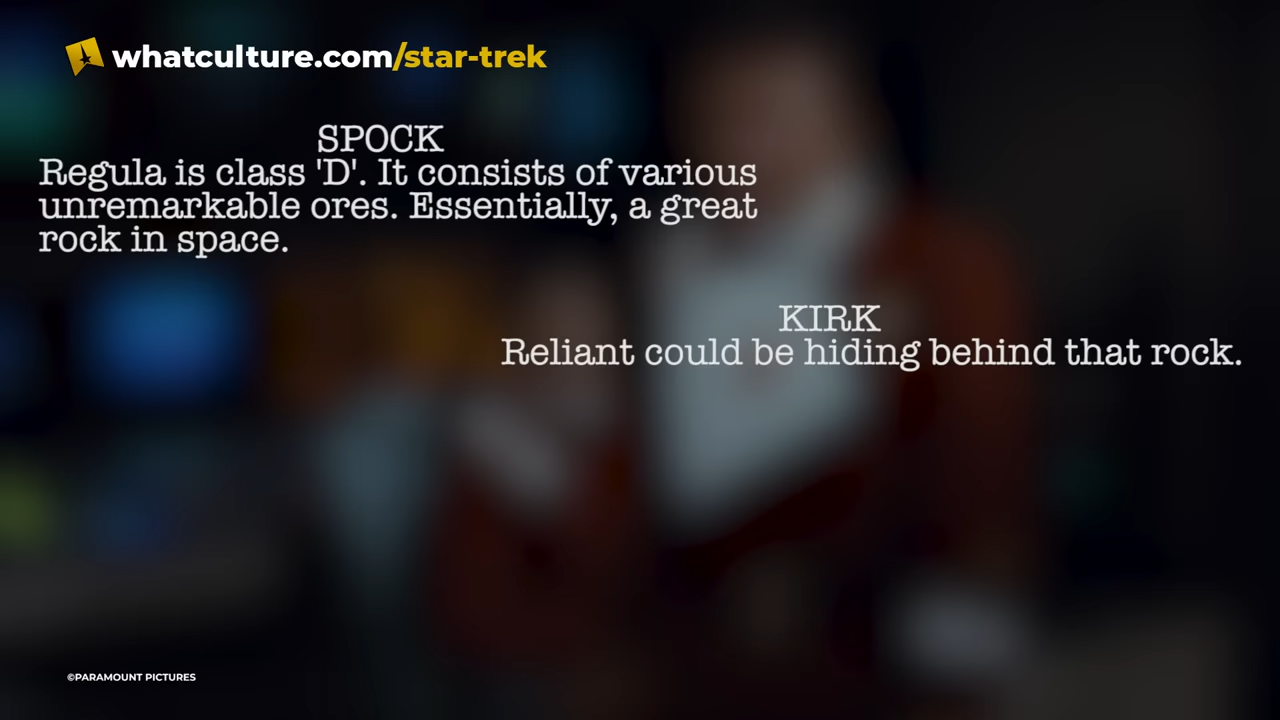 whatculture.com/star-trek
SPOCK
Regula is class 'D'. It consists of various
unremarkable ores. Essentially, a great
rock in space.
KIRK
Reliant could be hiding behind that rock.
©PARAMOUNT PICTURES